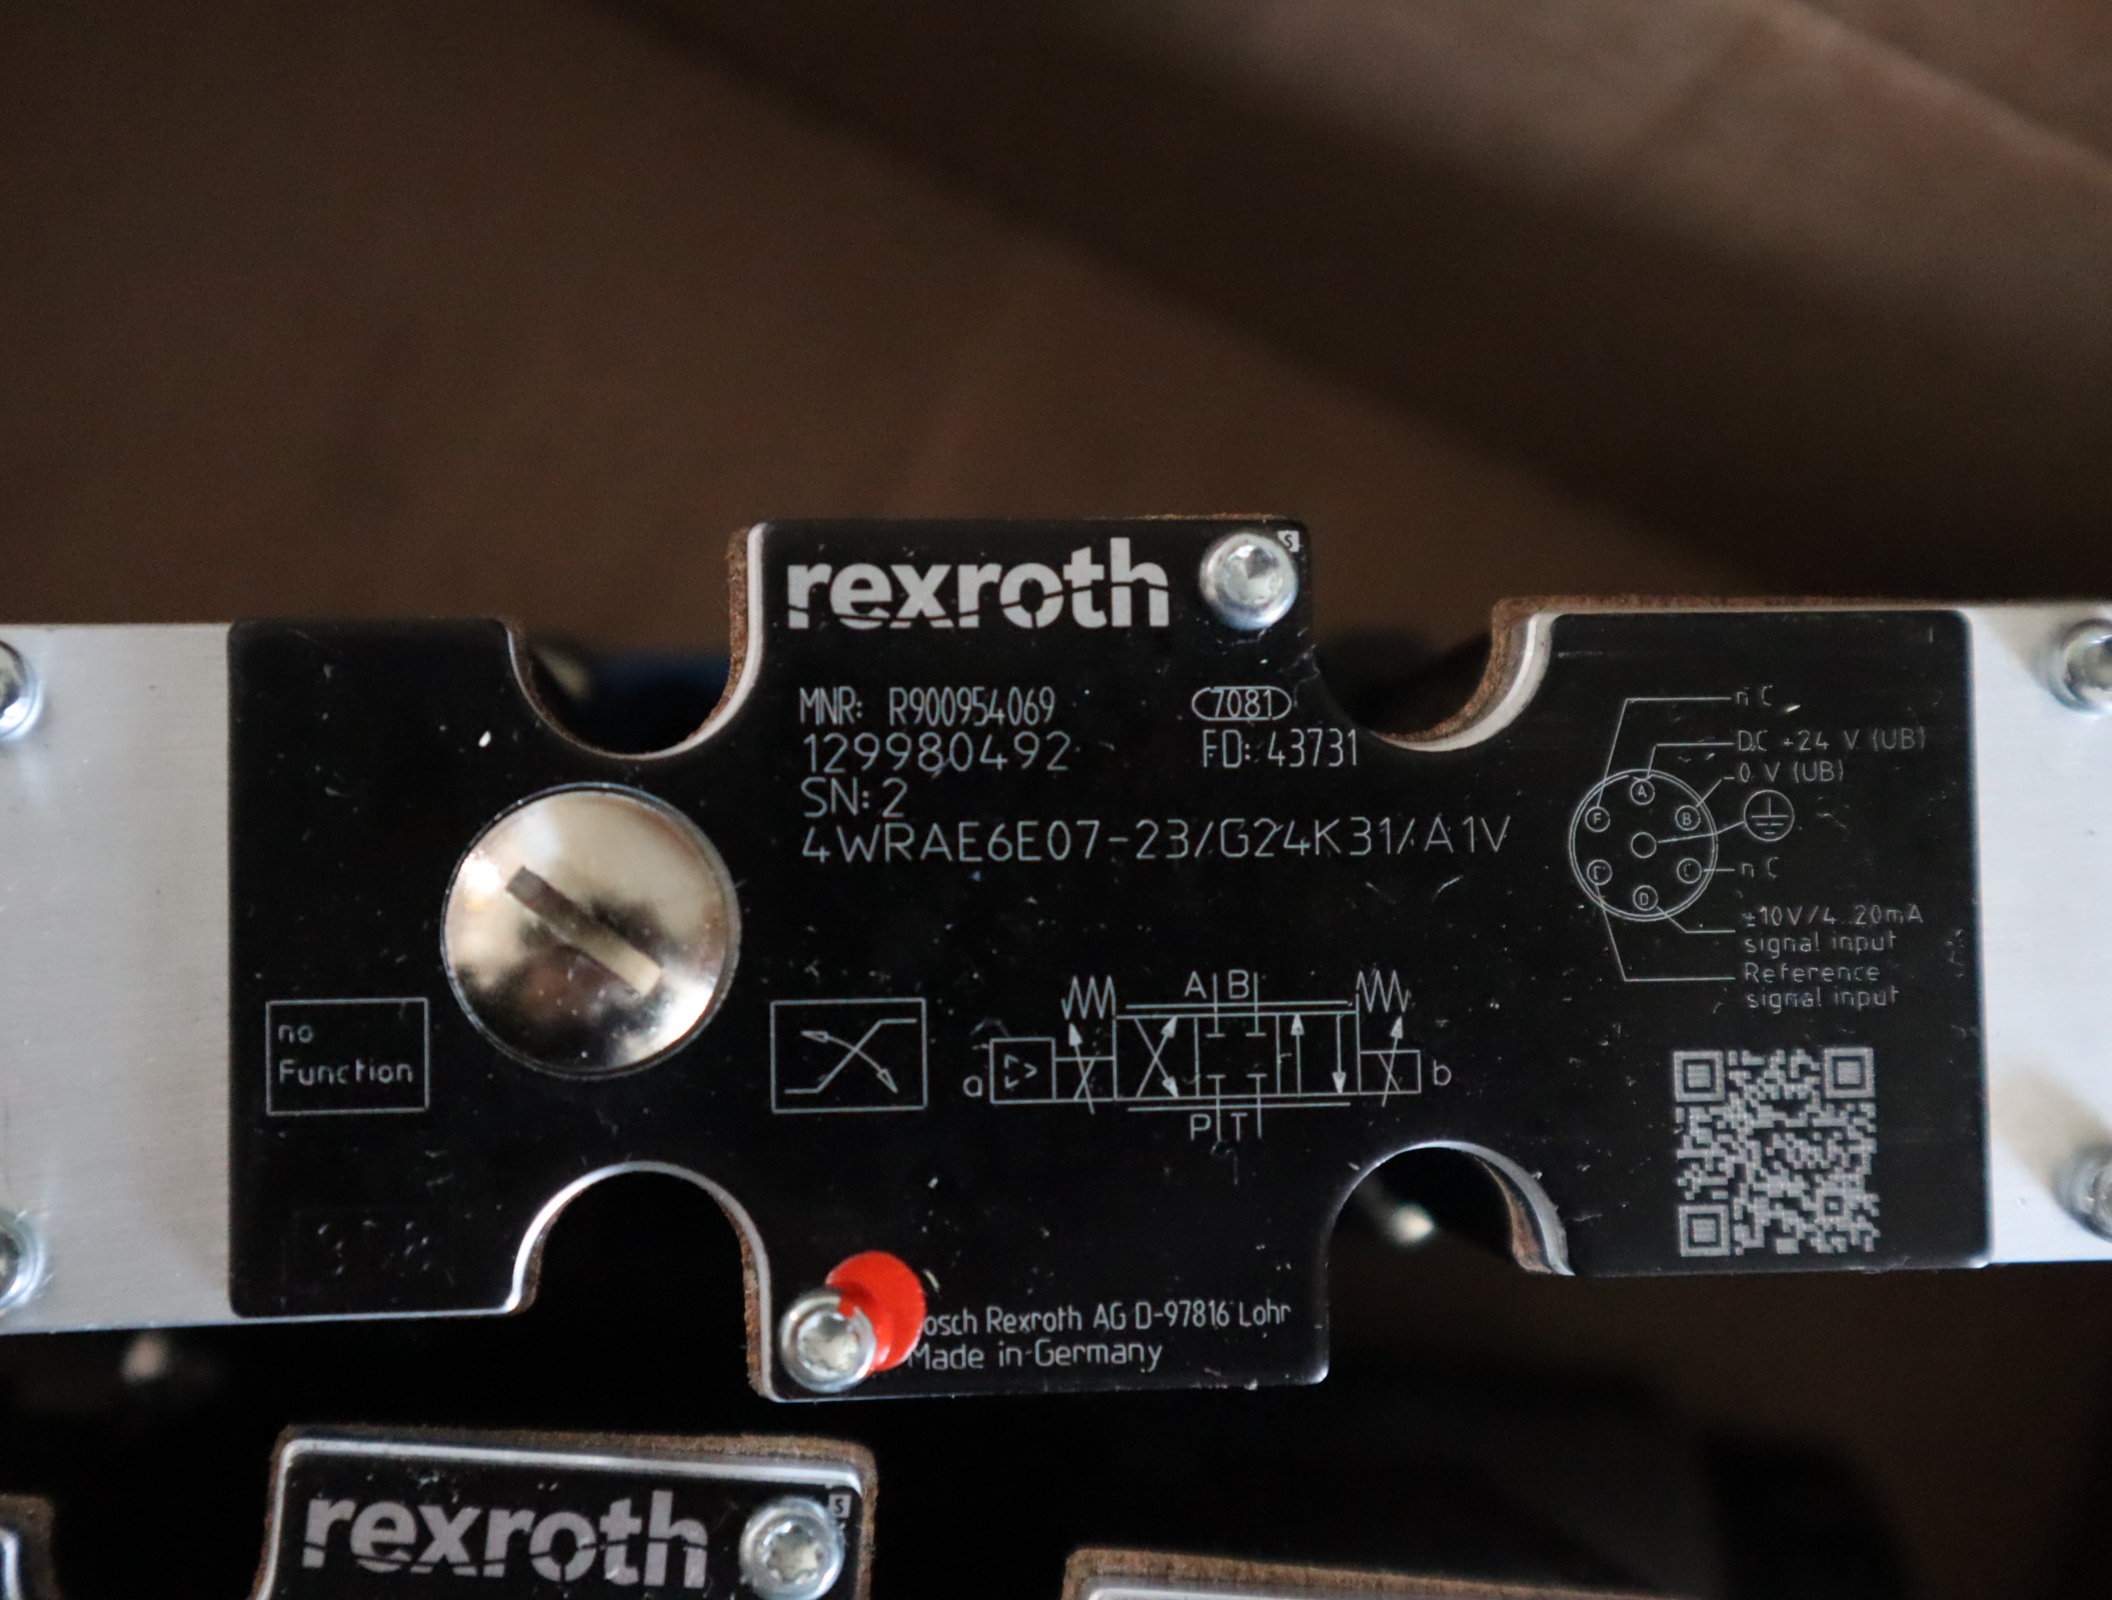 rexroth
S
MNR: R900954069 7081
129980492 FD: 43731
SN: 2
4WRAE6E07-23/G24K31/A1V
n C
DC +24 V (UB)
0 V (UB)
A
F B
n C
E C
D
±10V/4...20mA
signal input
Reference
signal input
no
Function
A B
a b
P T
Bosch Rexroth AG D-97816 Lohr
Made in Germany
rexroth
S